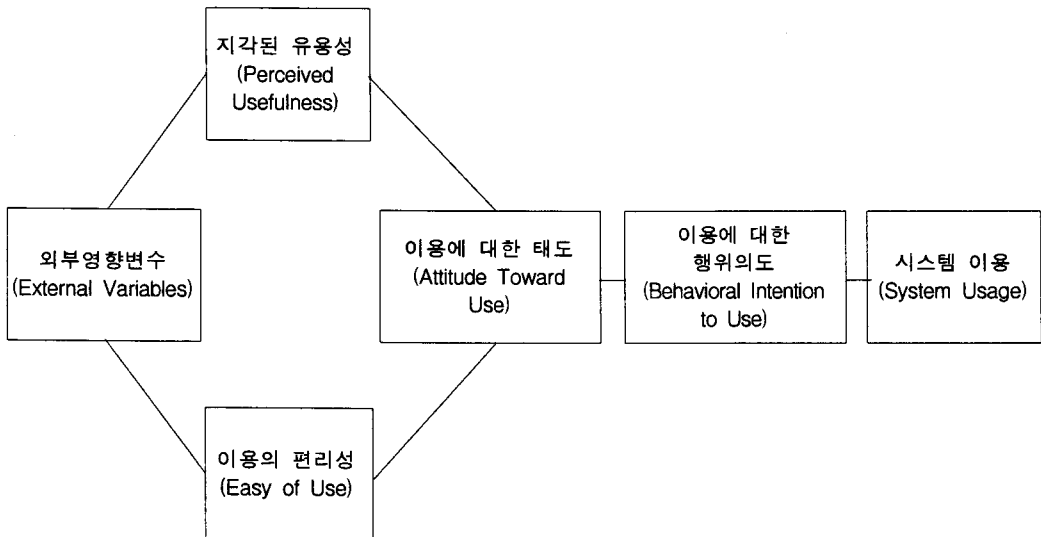 지각된 유용성
(Perceived
Usefulness)
외부영향변수
(External Variables)
이용에 대한 태도
(Attitude Toward
Use)
이용에 대한
행위의도
(Behavioral Intention
to Use)
시스템 이용
(System Usage)
이용의 편리성
(Easy of Use)